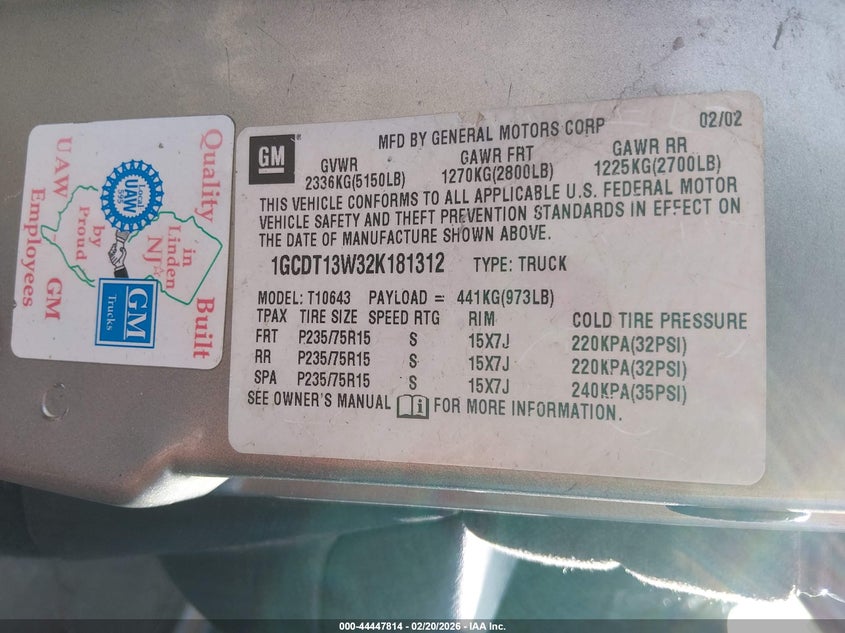 Quality Built
in Linden NJ☆
by Proud
UAW GM
Employees
Local
UAW
595
GM
Trucks
GM
MFD BY GENERAL MOTORS CORP 02/02
GVWR GAWR FRT GAWR RR
2336KG(5150LB) 1270KG(2800LB) 1225KG(2700LB)
THIS VEHICLE CONFORMS TO ALL APPLICABLE U.S. FEDERAL MOTOR
VEHICLE SAFETY AND THEFT PREVENTION STANDARDS IN EFFECT ON
THE DATE OF MANUFACTURE SHOWN ABOVE.
1GCDT13W32K181312 TYPE: TRUCK
MODEL: T10643 PAYLOAD = 441KG(973LB)
TPAX TIRE SIZE SPEED RTG RIM COLD TIRE PRESSURE
FRT P235/75R15 S 15X7J 220KPA(32PSI)
RR P235/75R15 S 15X7J 220KPA(32PSI)
SPA P235/75R15 S 15X7J 240KPA(35PSI)
SEE OWNER'S MANUAL FOR MORE INFORMATION.
000-44447814 - 02/20/2026 - IAA Inc.